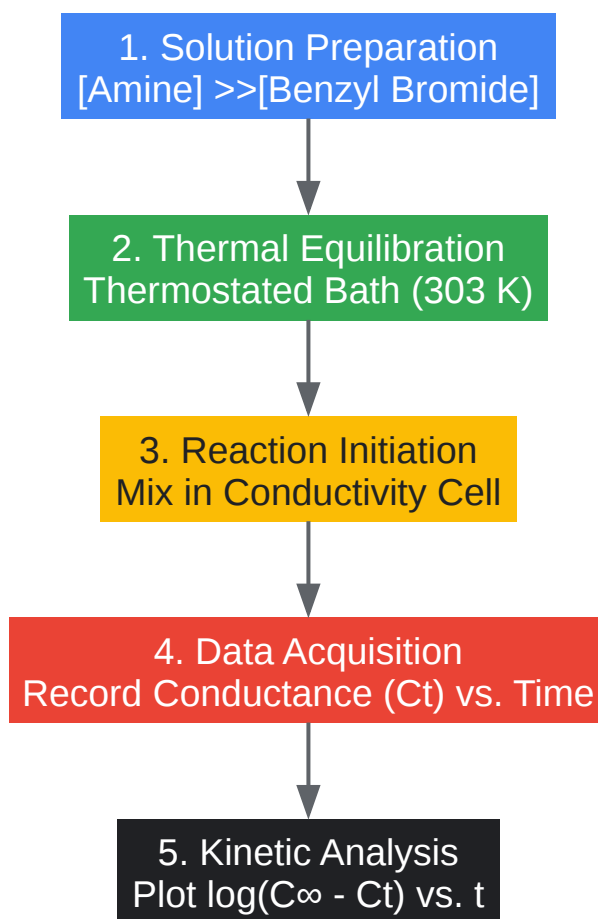 1. Solution Preparation
[Amine] >>[Benzyl Bromide]
2. Thermal Equilibration
Thermostated Bath (303 K)
3. Reaction Initiation
Mix in Conductivity Cell
4. Data Acquisition
Record Conductance (Ct) vs. Time
5. Kinetic Analysis
Plot log(C∞ - Ct) vs. t